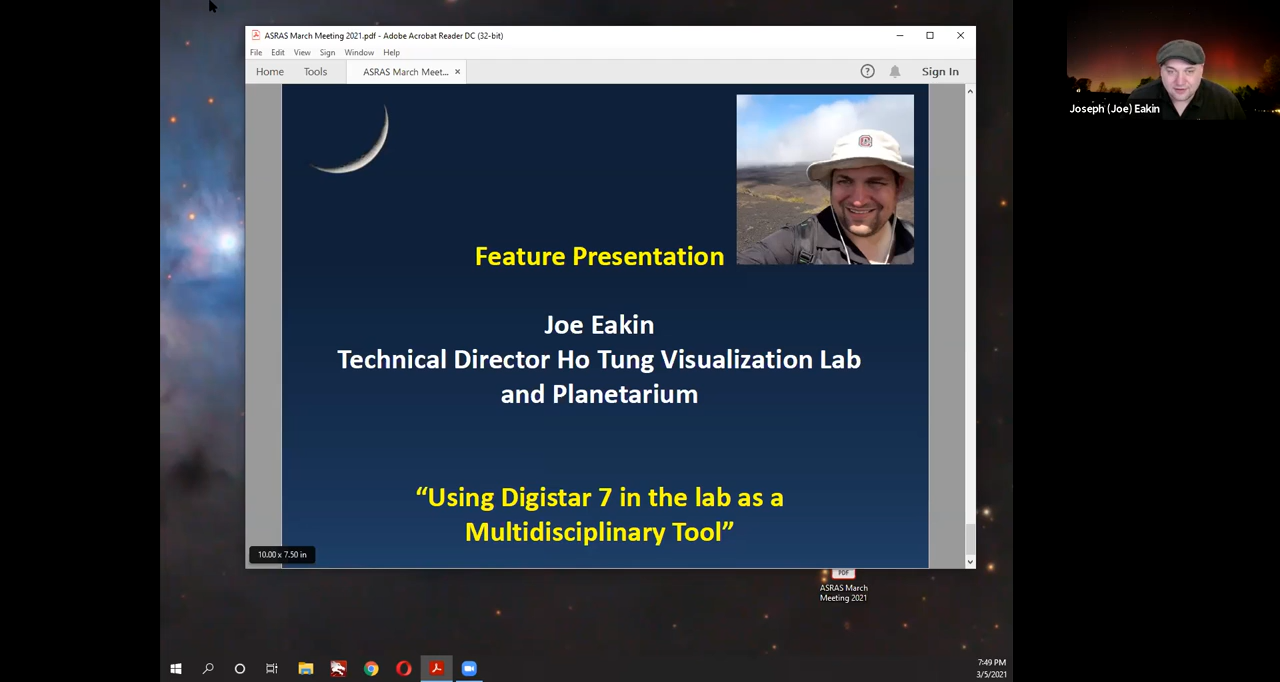 ASRAS March Meeting 2021.pdf - Adobe Acrobat Reader DC (32-bit)
File Edit View Sign Window Help
Home Tools ASRAS March Meet... × Sign In
Joseph (Joe) Eakin
Feature Presentation
Joe Eakin
Technical Director Ho Tung Visualization Lab
and Planetarium
“Using Digistar 7 in the lab as a
Multidisciplinary Tool”
10.00 x 7.50 in
PDF
ASRAS March
Meeting 2021
7:49 PM
3/5/2021